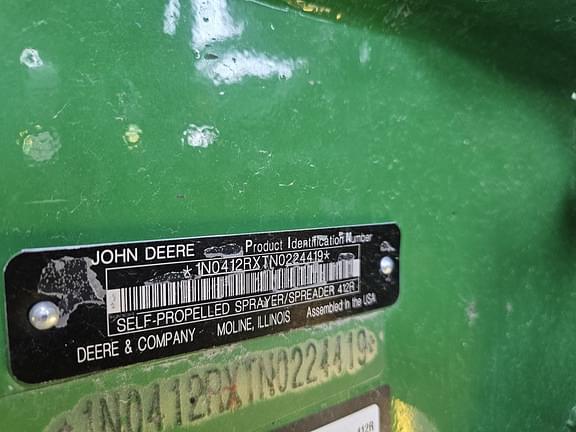 JOHN DEERE
Product Identification Number
*1N0412RXTN0224419*
SELF-PROPELLED SPRAYER/SPREADER 412R
DEERE & COMPANY MOLINE, ILLINOIS Assembled in the USA
*1N0412RXTN0224419*
412R